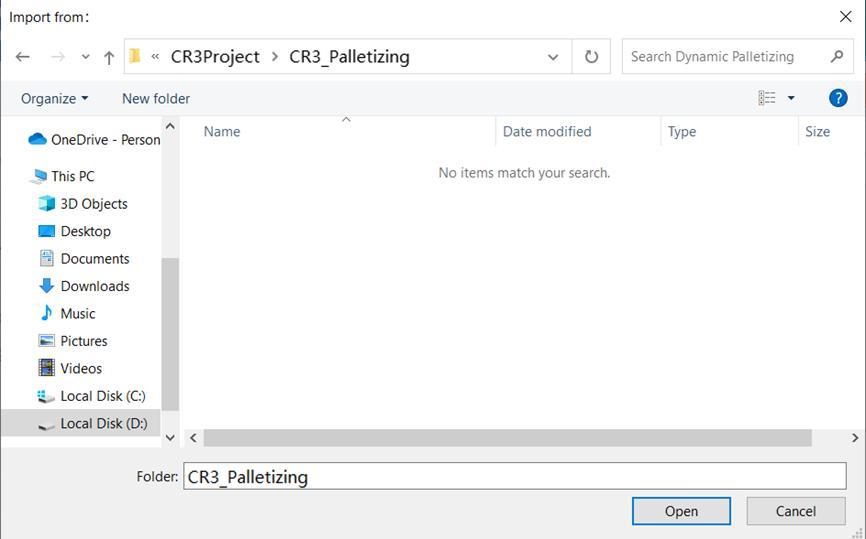 Import from：
« CR3Project > CR3_Palletizing
Search Dynamic Palletizing
Organize New folder
?
Name Date modified Type Size
No items match your search.
OneDrive - Person
This PC
3D Objects
Desktop
Documents
Downloads
Music
Pictures
Videos
Local Disk (C:)
Local Disk (D:)
Folder: CR3_Palletizing
Open Cancel